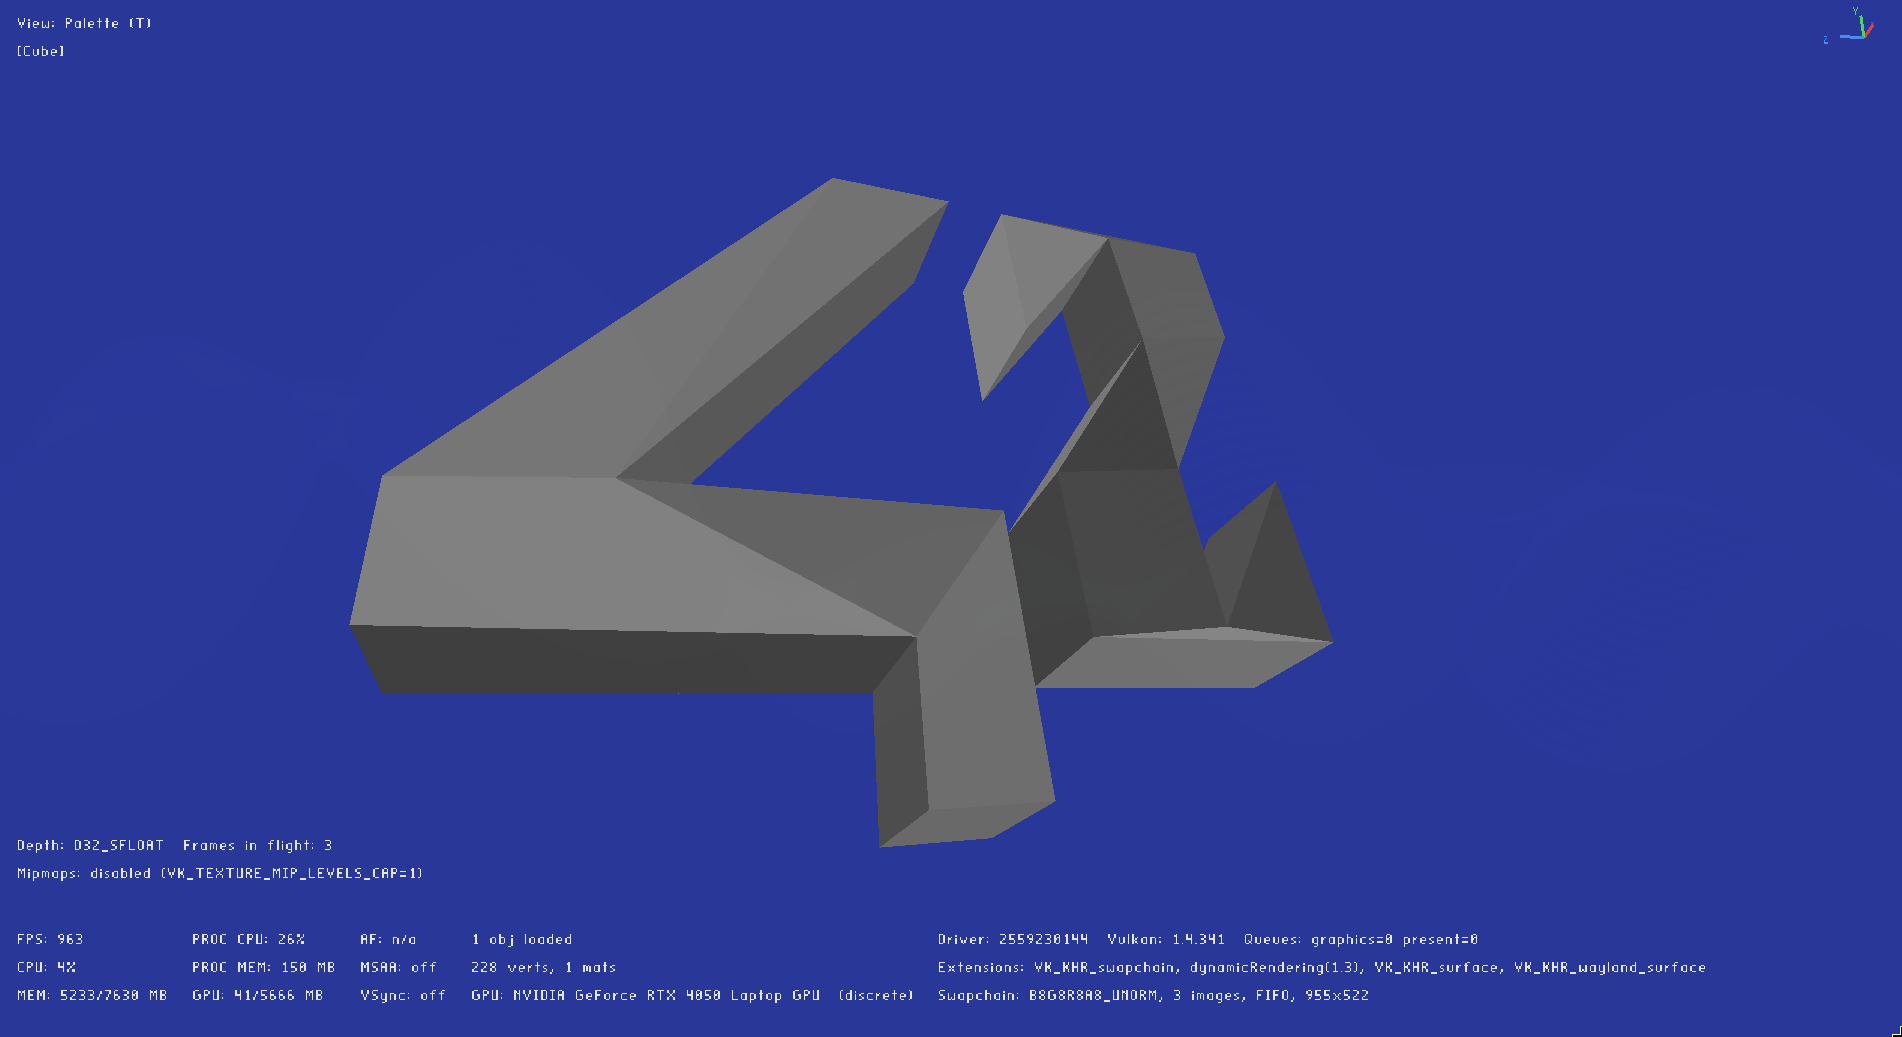 View: Palette (T)
[Cube]
Y
Z
Depth: D32_SFLOAT  Frames in flight: 3
Mipmaps: disabled (VK_TEXTURE_MIP_LEVELS_CAP=1)
FPS: 963  PROC CPU: 26%  AF: n/a  1 obj loaded  Driver: 2559230144  Vulkan: 1.4.341  Queues: graphics=0 present=0
CPU: 4%  PROC MEM: 150 MB  MSAA: off  228 verts, 1 mats  Extensions: VK_KHR_swapchain, dynamicRendering(1.3), VK_KHR_surface, VK_KHR_wayland_surface
MEM: 5233/7630 MB  GPU: 41/5666 MB  VSync: off  GPU: NVIDIA GeForce RTX 4050 Laptop GPU  (discrete)  Swapchain: B8G8R8A8_UNORM, 3 images, FIFO, 955x522